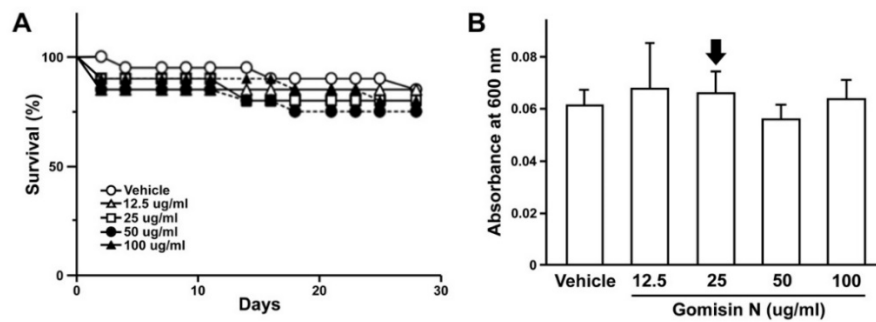 A
Survival (%)
100
50
0
Vehicle
12.5 ug/ml
25 ug/ml
50 ug/ml
100 ug/ml
0 10 20 30
Days
B
Absorbance at 600 nm
0.08
0.06
0.04
0.02
0
Vehicle 12.5 25 50 100
Gomisin N (ug/ml)